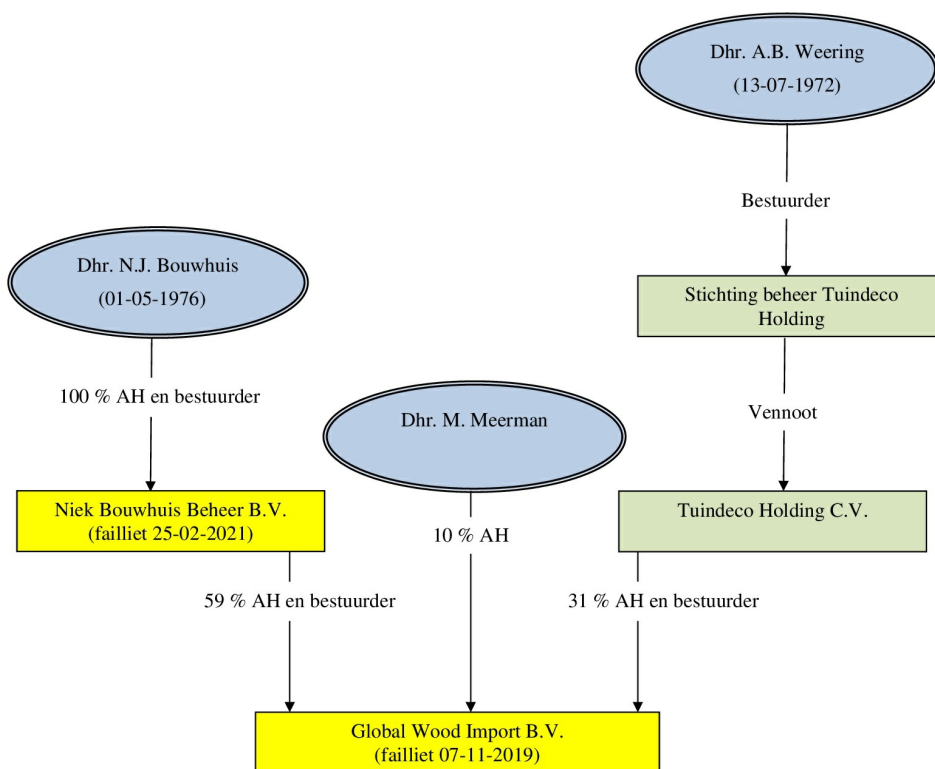 Dhr. A.B. Weering
(13-07-1972)
Bestuurder
Dhr. N.J. Bouwhuis
(01-05-1976)
Stichting beheer Tuindeco
Holding
100 % AH en bestuurder
Dhr. M. Meerman
Vennoot
Niek Bouwhuis Beheer B.V.
(failliet 25-02-2021)
Tuindeco Holding C.V.
10 % AH
59 % AH en bestuurder
31 % AH en bestuurder
Global Wood Import B.V.
(failliet 07-11-2019)